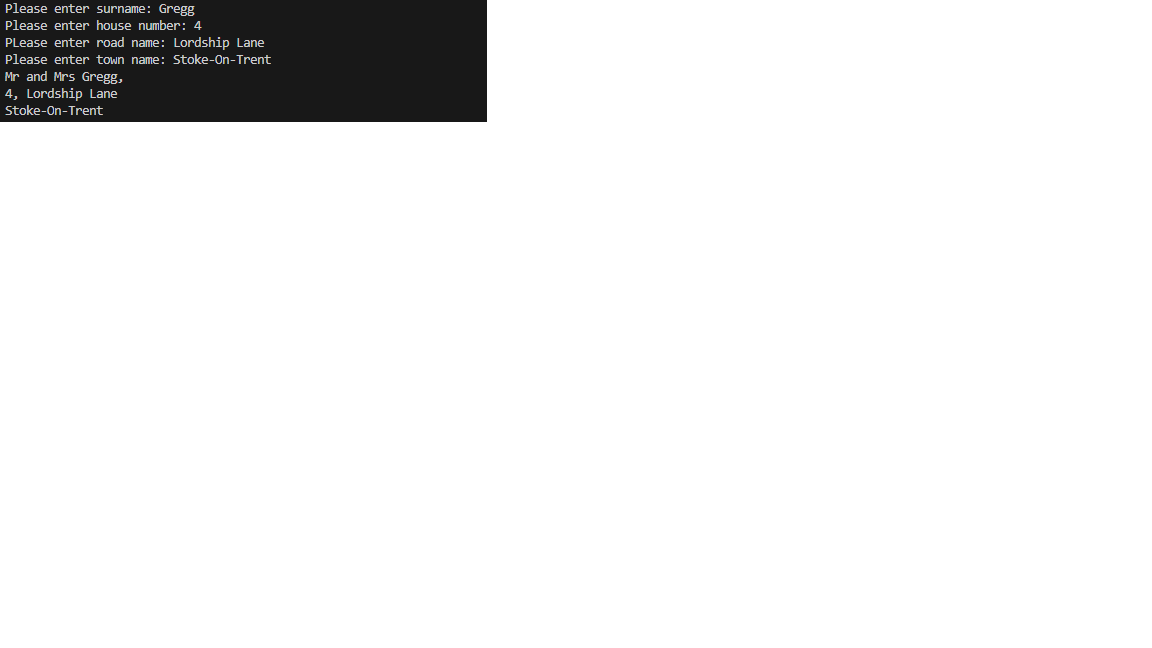 Please enter surname: Gregg
Please enter house number: 4
PLease enter road name: Lordship Lane
Please enter town name: Stoke-On-Trent
Mr and Mrs Gregg,
4, Lordship Lane
Stoke-On-Trent